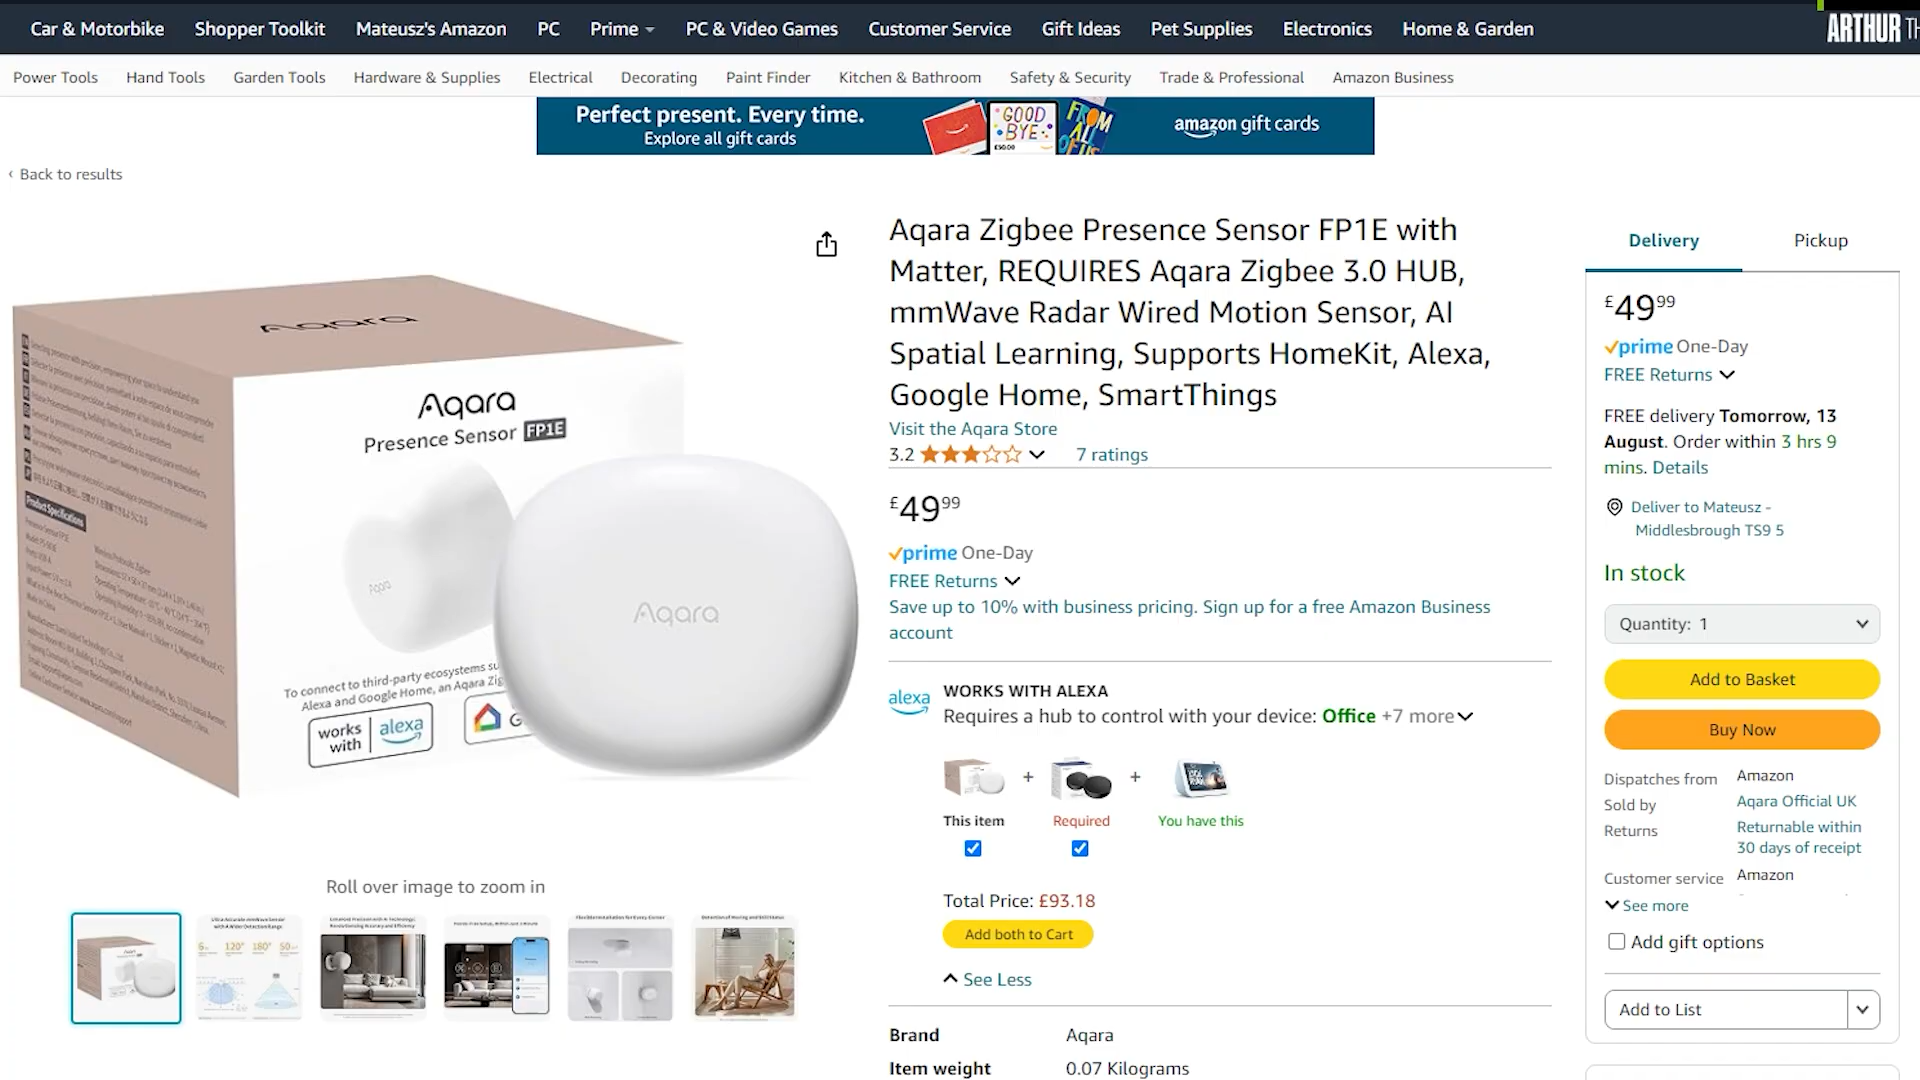 Car & Motorbike
Shopper Toolkit
Mateusz's Amazon
PC
Prime
PC & Video Games
Customer Service
Gift Ideas
Pet Supplies
Electronics
Home & Garden
ARTHUR TH
Power Tools
Hand Tools
Garden Tools
Hardware & Supplies
Electrical
Decorating
Paint Finder
Kitchen & Bathroom
Safety & Security
Trade & Professional
Amazon Business
Perfect present. Every time.
Explore all gift cards
GOOD
BYE
FROM
ALL
OF US
amazon gift cards
‹ Back to results
Aqara
Aqara
Presence Sensor FP1E
Product Specifications
Aqara
Aqara
To connect to third-party ecosystems su
Alexa and Google Home, an Aqara Zig
works
with
alexa
G
Roll over image to zoom in
Aqara Zigbee Presence Sensor FP1E with
Matter, REQUIRES Aqara Zigbee 3.0 HUB,
mmWave Radar Wired Motion Sensor, AI
Spatial Learning, Supports HomeKit, Alexa,
Google Home, SmartThings
Visit the Aqara Store
3.2
7 ratings
£49 99
prime One-Day
FREE Returns
Save up to 10% with business pricing. Sign up for a free Amazon Business
account
alexa
WORKS WITH ALEXA
Requires a hub to control with your device: Office +7 more
+
+
This item
Required
You have this
Total Price: £93.18
Add both to Cart
See Less
Brand Aqara
Item weight 0.07 Kilograms
Delivery
Pickup
£49 99
prime One-Day
FREE Returns
FREE delivery Tomorrow, 13
August. Order within 3 hrs 9
mins. Details
Deliver to Mateusz -
Middlesbrough TS9 5
In stock
Quantity: 1
Add to Basket
Buy Now
Dispatches from Amazon
Sold by Aqara Official UK
Returns Returnable within
30 days of receipt
Customer service Amazon
See more
Add gift options
Add to List